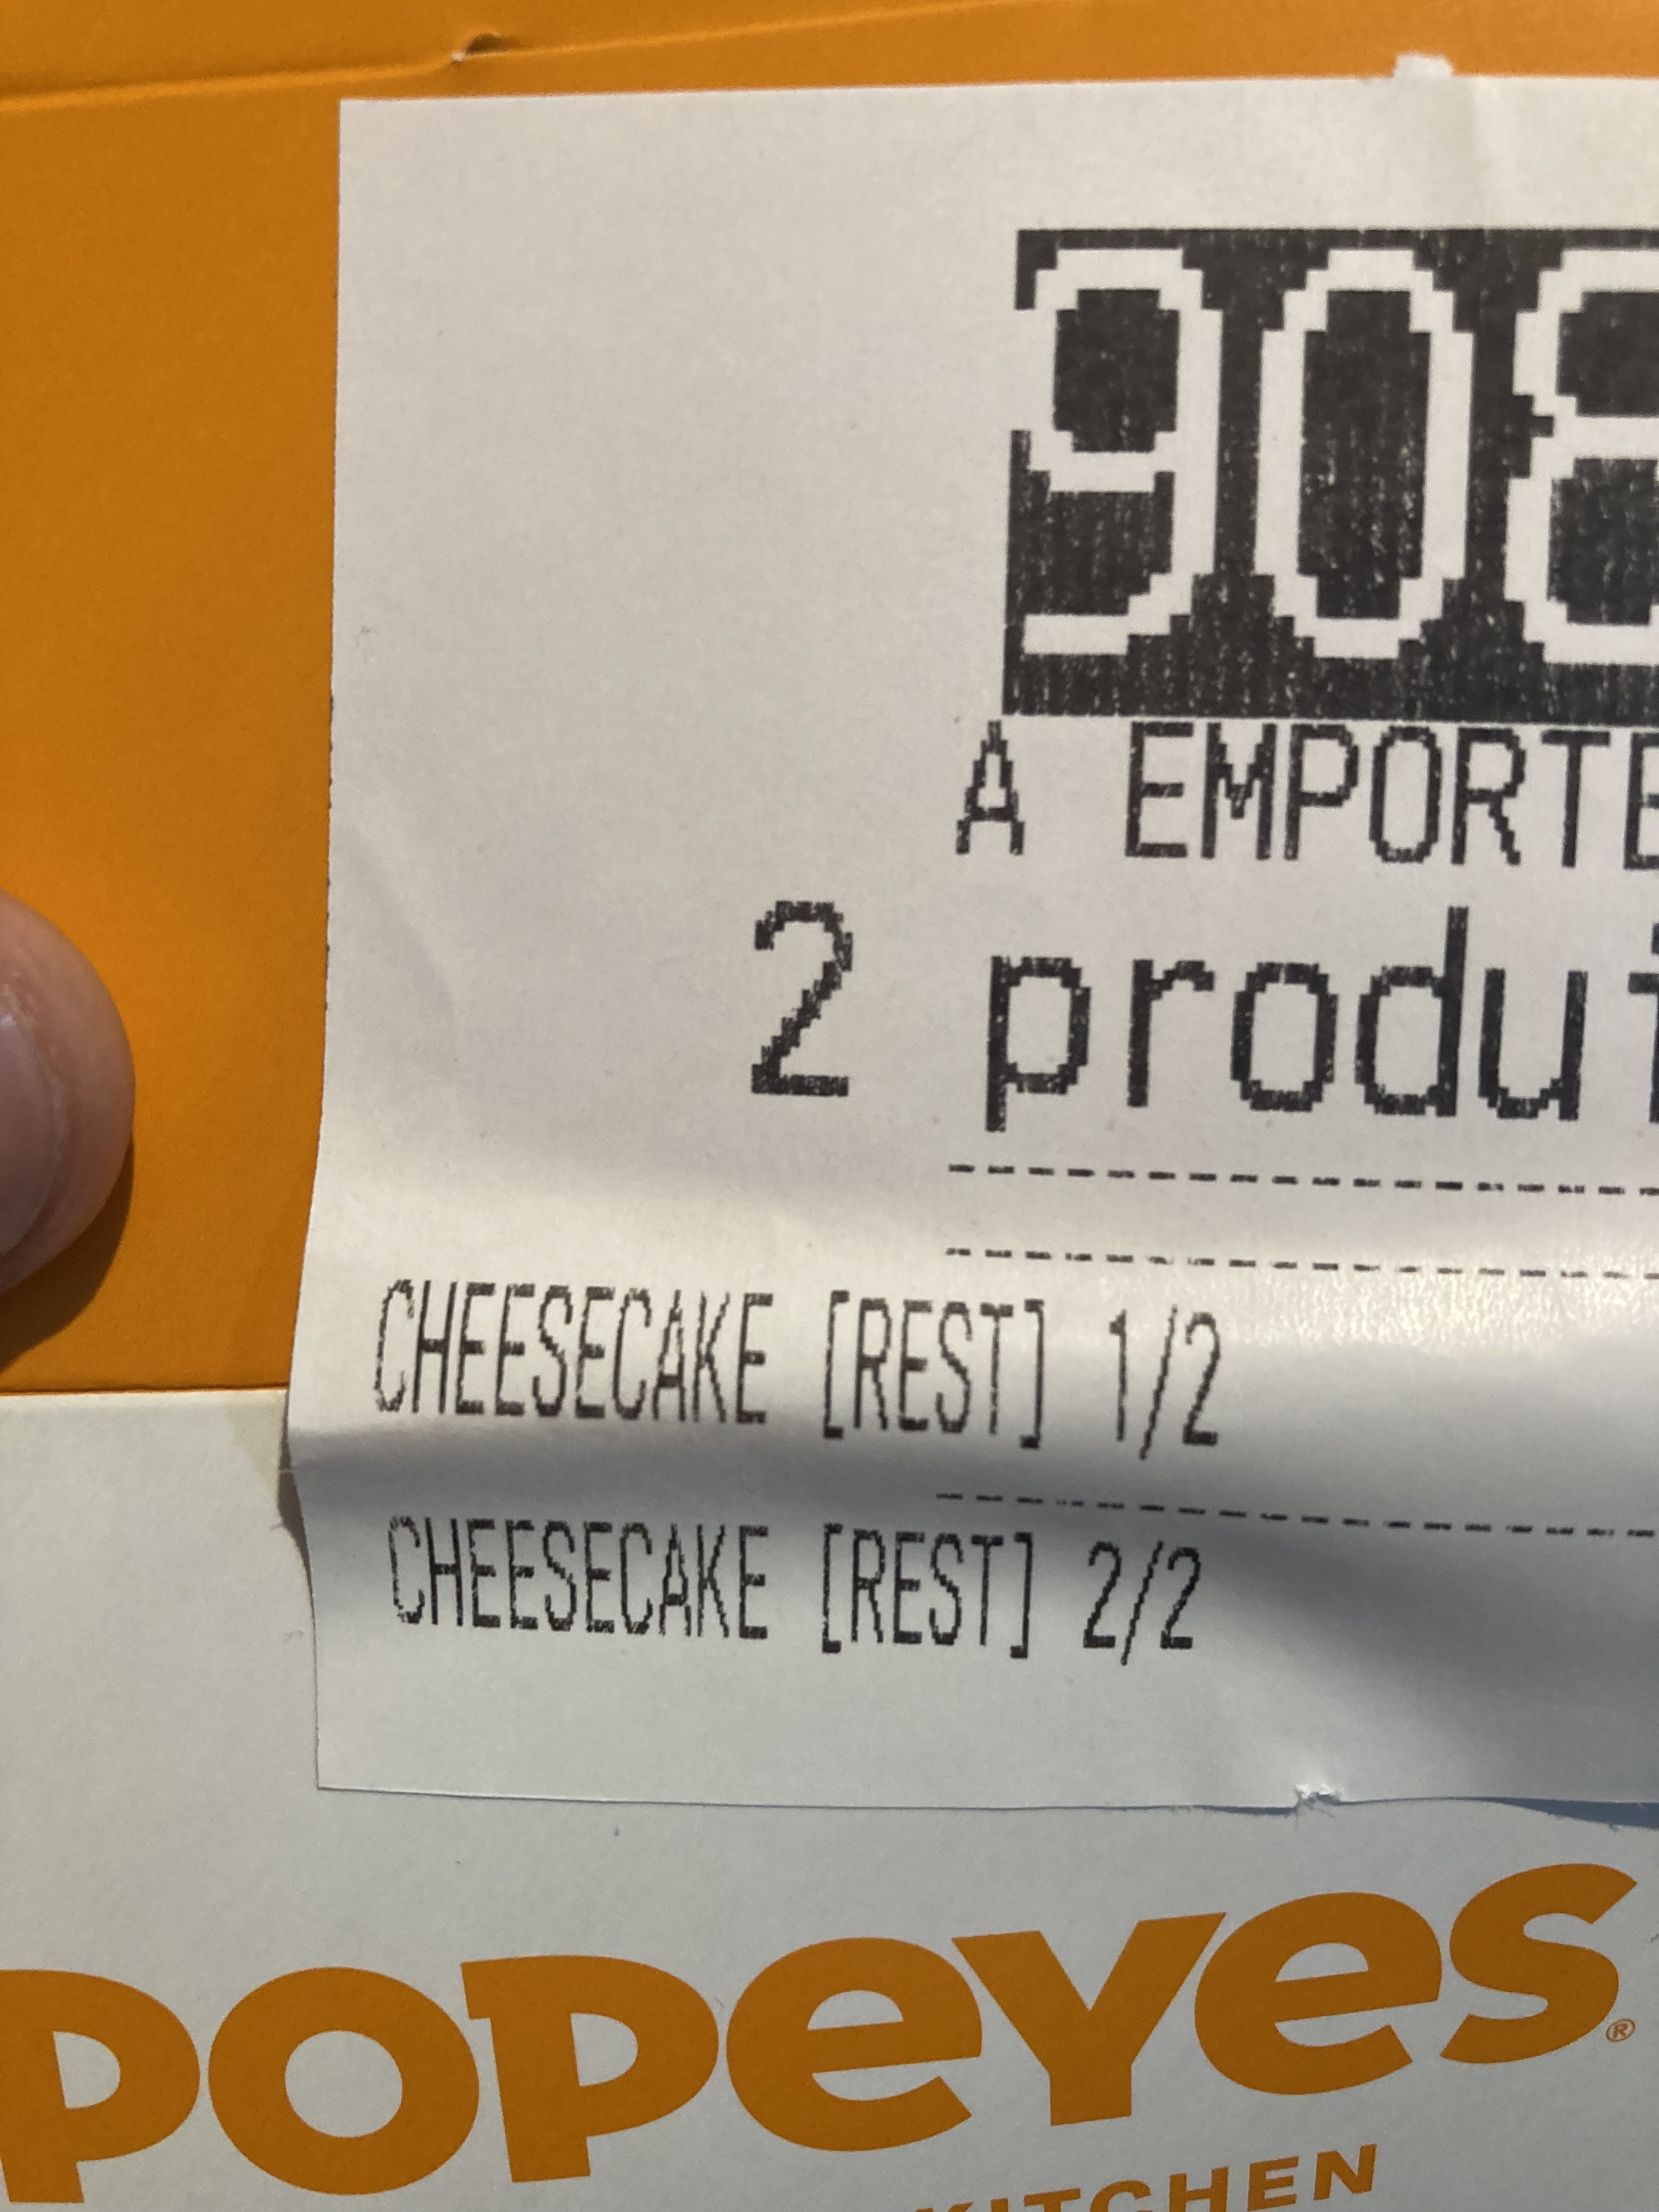 908
A EMPORTE
2 produi
CHEESECAKE [REST] 1/2
CHEESECAKE [REST] 2/2
POPEYES®
KITCHEN